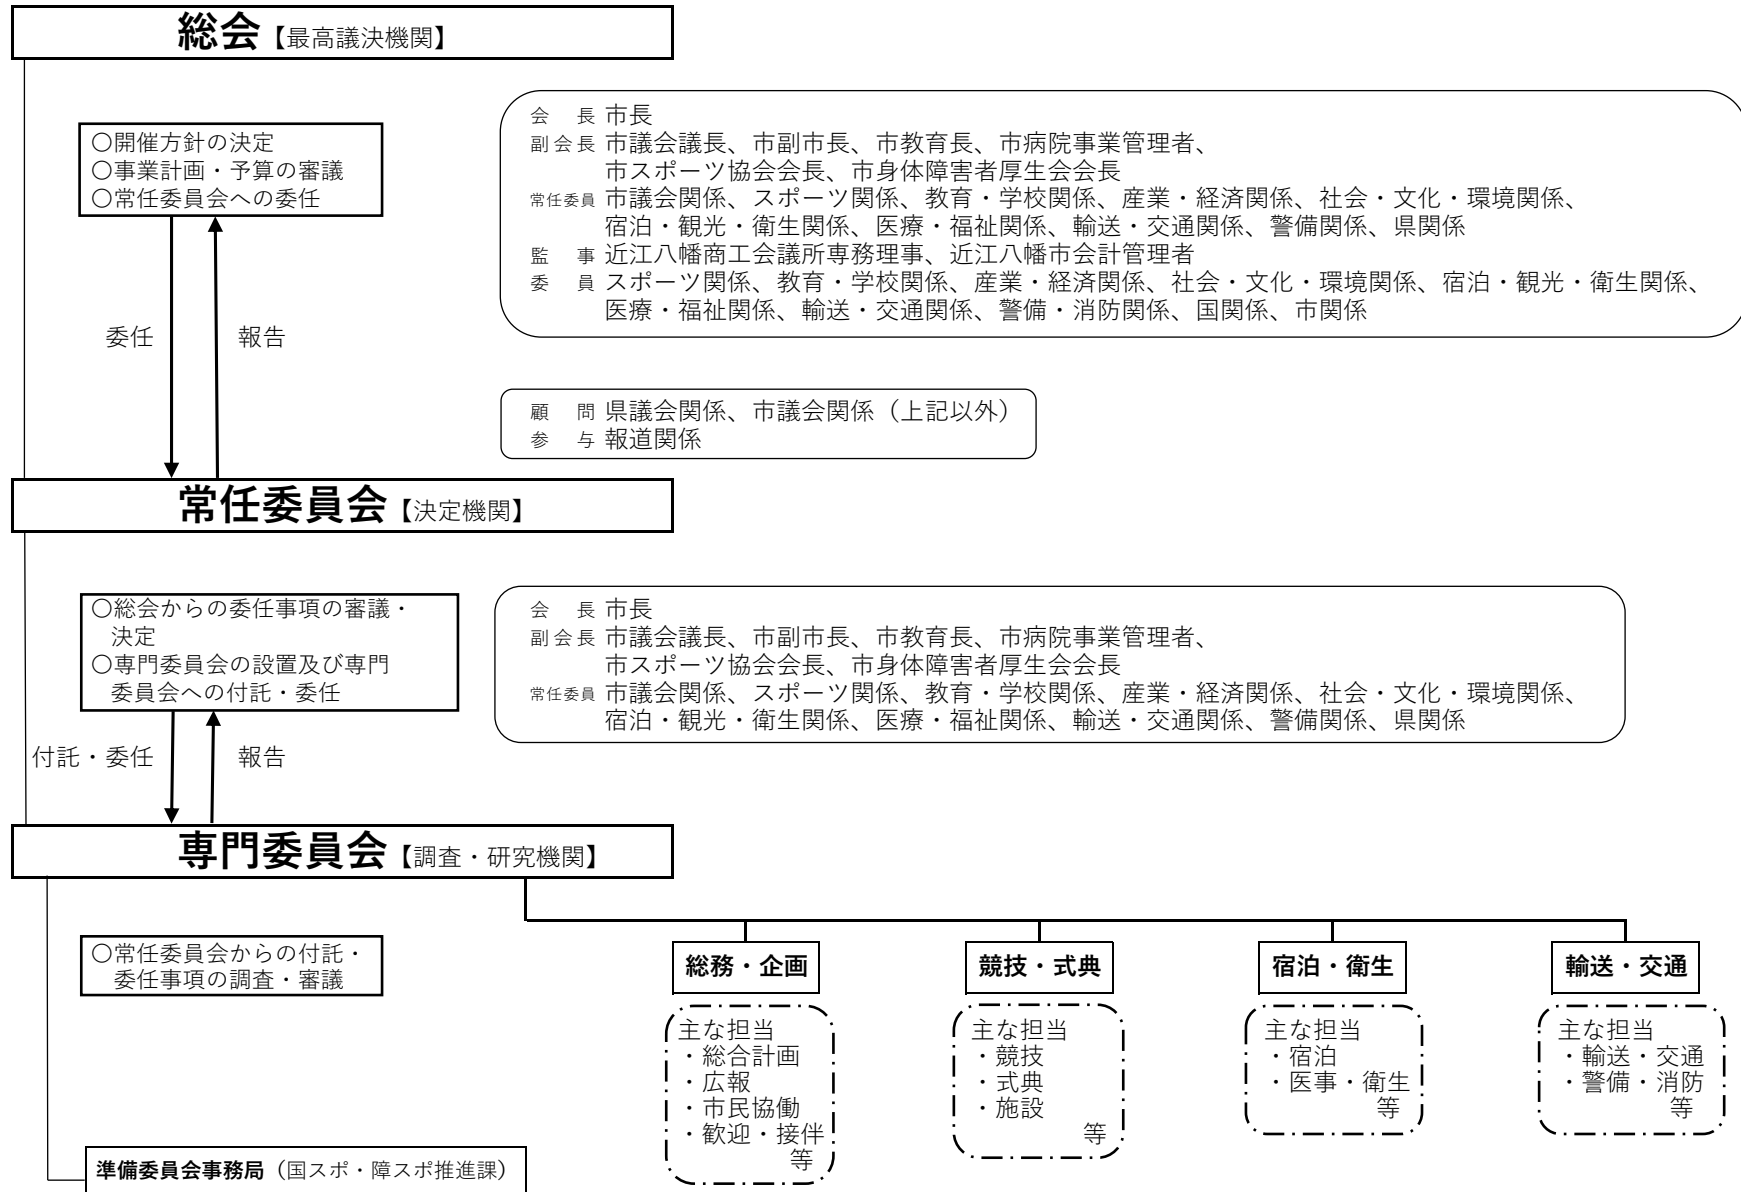 総会【最高議決機関】
〇開催方針の決定
〇事業計画・予算の審議
〇常任委員会への委任
会　長 市長
副会長 市議会議長、市副市長、市教育長、市病院事業管理者、
市スポーツ協会会長、市身体障害者厚生会会長
常任委員 市議会関係、スポーツ関係、教育・学校関係、産業・経済関係、社会・文化・環境関係、
宿泊・観光・衛生関係、医療・福祉関係、輸送・交通関係、警備関係、県関係
監　事 近江八幡商工会議所専務理事、近江八幡市会計管理者
委　員 スポーツ関係、教育・学校関係、産業・経済関係、社会・文化・環境関係、宿泊・観光・衛生関係、
医療・福祉関係、輸送・交通関係、警備・消防関係、国関係、市関係
委任　報告
顧　問 県議会関係、市議会関係（上記以外）
参　与 報道関係
常任委員会【決定機関】
〇総会からの委任事項の審議・
決定
〇専門委員会の設置及び専門
委員会への付託・委任
会　長 市長
副会長 市議会議長、市副市長、市教育長、市病院事業管理者、
市スポーツ協会会長、市身体障害者厚生会会長
常任委員 市議会関係、スポーツ関係、教育・学校関係、産業・経済関係、社会・文化・環境関係、
宿泊・観光・衛生関係、医療・福祉関係、輸送・交通関係、警備関係、県関係
付託・委任　報告
専門委員会【調査・研究機関】
〇常任委員会からの付託・
委任事項の調査・審議
総務・企画
主な担当
・総合計画
・広報
・市民協働
・歓迎・接伴
等
競技・式典
主な担当
・競技
・式典
・施設
等
宿泊・衛生
主な担当
・宿泊
・医事・衛生
等
輸送・交通
主な担当
・輸送・交通
・警備・消防
等
準備委員会事務局（国スポ・障スポ推進課）